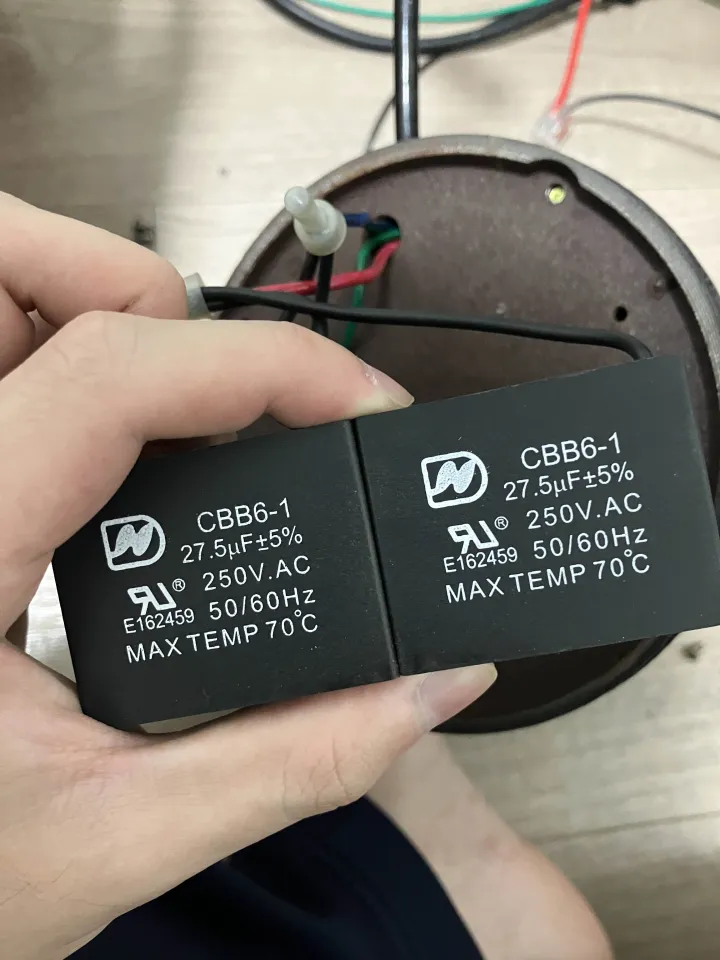 CBB6-1
27.5μF±5%
® 250V.AC
E162459 50/60Hz
MAX TEMP 70℃
CBB6-1
27.5μF±5%
® 250V.AC
E162459 50/60Hz
MAX TEMP 70℃